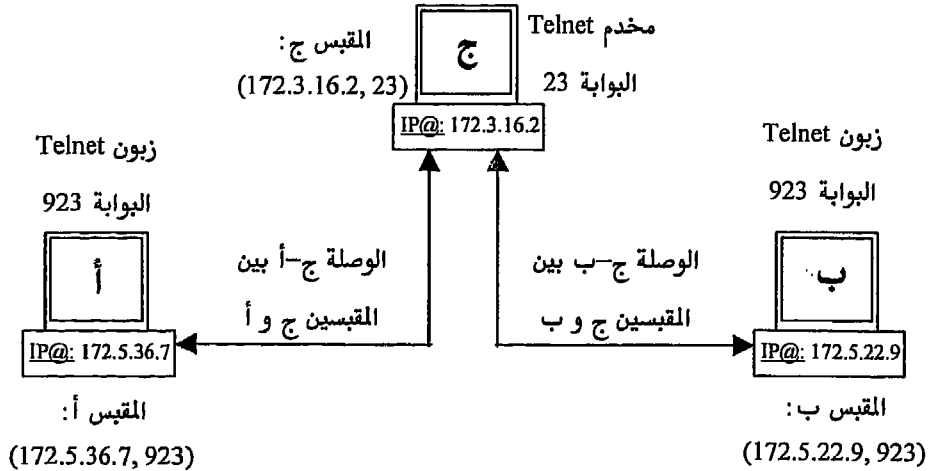 مخدم Telnet
البوابة 23
ج
المقبس ج:
(172.3.16.2, 23)
IP@: 172.3.16.2
زبون Telnet
البوابة 923
أ
IP@: 172.5.36.7
المقبس أ:
(172.5.36.7, 923)
الوصلة ج–أ بين
المقبسين ج و أ
الوصلة ج–ب بين
المقبسين ج و ب
زبون Telnet
البوابة 923
ب
IP@: 172.5.22.9
المقبس ب:
(172.5.22.9, 923)